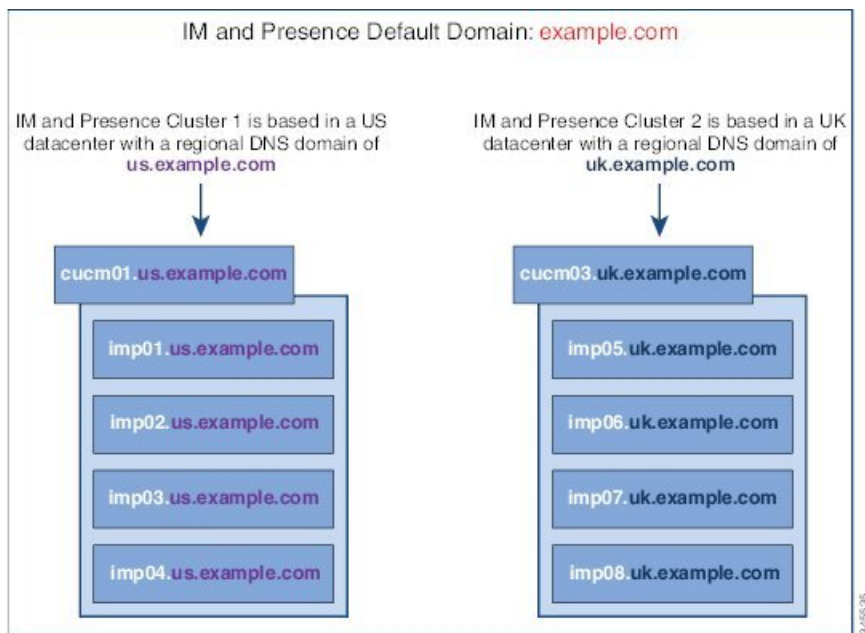 IM and Presence Default Domain: example.com
IM and Presence Cluster 1 is based in a US
datacenter with a regional DNS domain of
us.example.com
cucm01.us.example.com
imp01.us.example.com
imp02.us.example.com
imp03.us.example.com
imp04.us.example.com
IM and Presence Cluster 2 is based in a UK
datacenter with a regional DNS domain of
uk.example.com
cucm03.uk.example.com
imp05.uk.example.com
imp06.uk.example.com
imp07.uk.example.com
imp08.uk.example.com